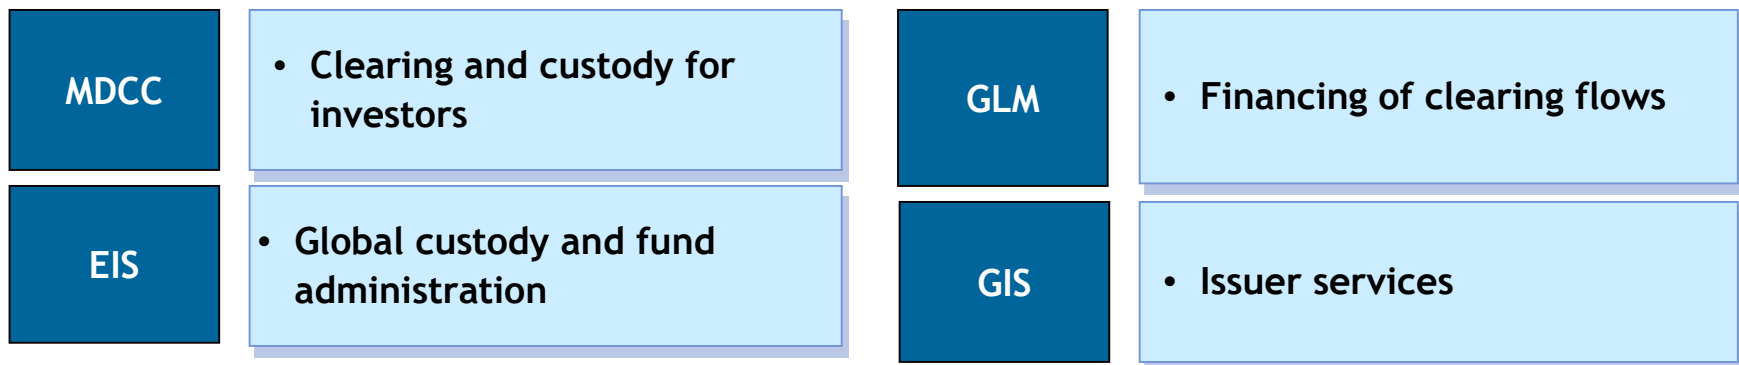 MDCC
• Clearing and custody for
investors
EIS
• Global custody and fund
administration
GLM
• Financing of clearing flows
GIS
• Issuer services